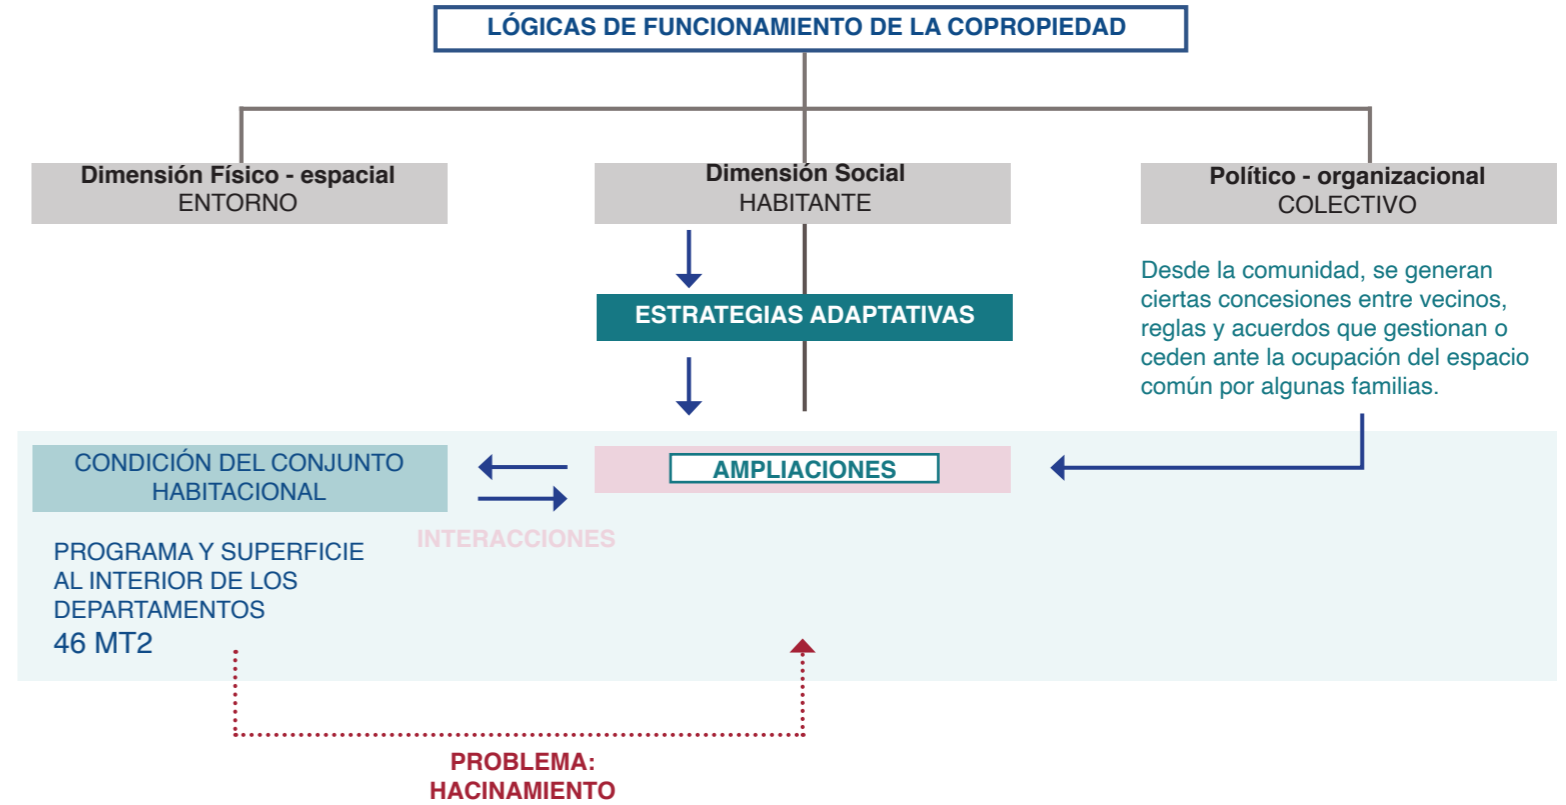 LÓGICAS DE FUNCIONAMIENTO DE LA COPROPIEDAD
Dimensión Físico - espacial
ENTORNO
Dimensión Social
HABITANTE
Político - organizacional
COLECTIVO
Desde la comunidad, se generan
ciertas concesiones entre vecinos,
reglas y acuerdos que gestionan o
ceden ante la ocupación del espacio
común por algunas familias.
ESTRATEGIAS ADAPTATIVAS
CONDICIÓN DEL CONJUNTO
HABITACIONAL
AMPLIACIONES
INTERACCIONES
PROGRAMA Y SUPERFICIE
AL INTERIOR DE LOS
DEPARTAMENTOS
46 MT2
PROBLEMA:
HACINAMIENTO